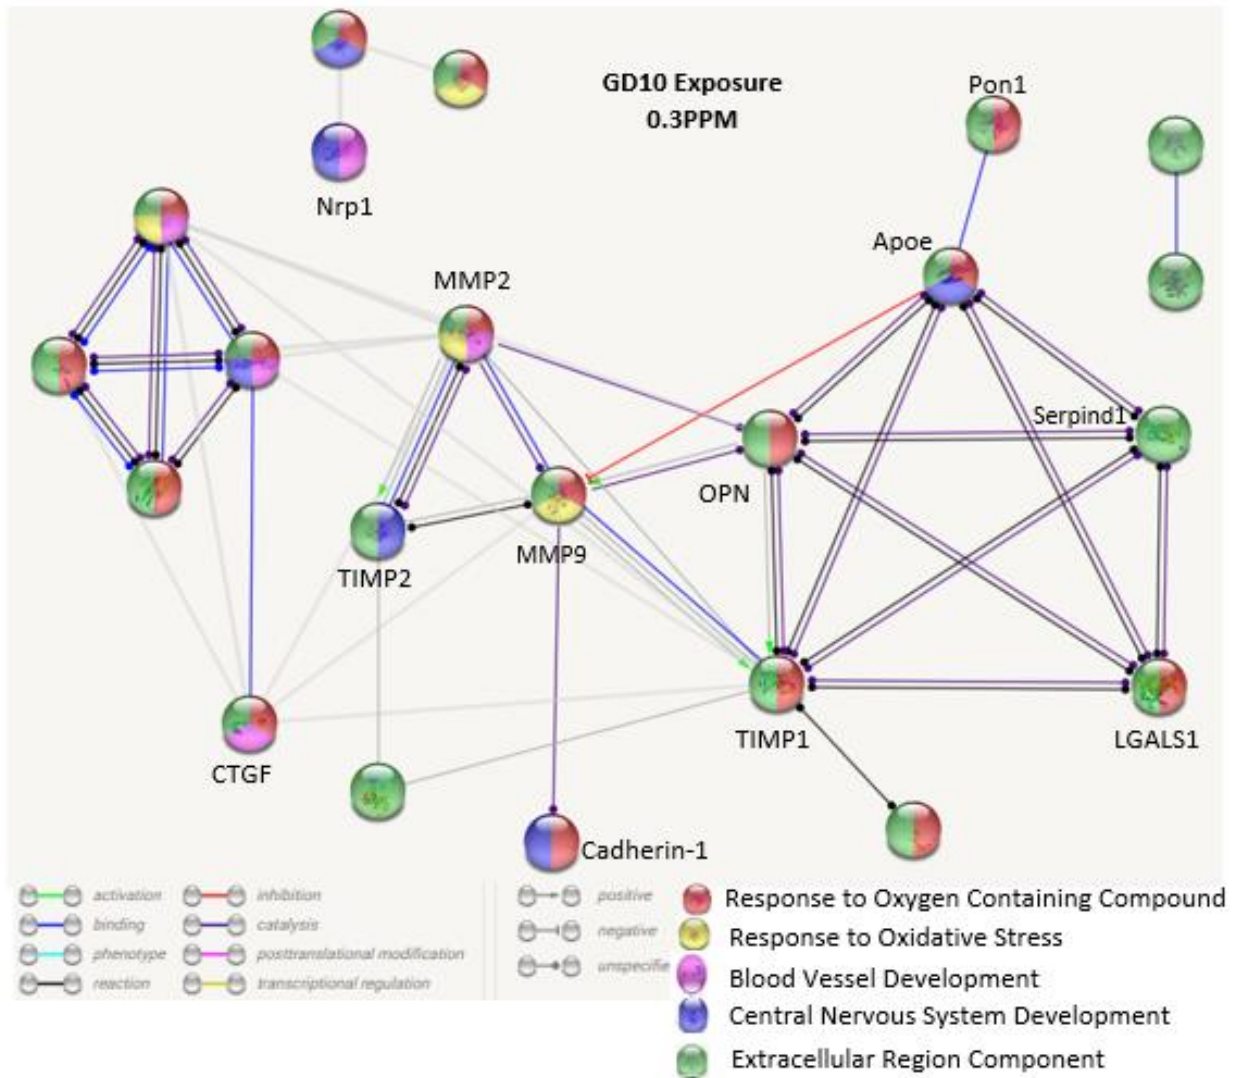 GD10 Exposure
0.3PPM
Pon1
Nrp1
Apoe
MMP2
Serpind1
OPN
MMP9
TIMP2
TIMP1
LGALS1
CTGF
Cadherin-1
activation
inhibition
binding
catalysis
phenotype
posttranslational modification
reaction
transcriptional regulation
positive
negative
unspecifie
Response to Oxygen Containing Compound
Response to Oxidative Stress
Blood Vessel Development
Central Nervous System Development
Extracellular Region Component